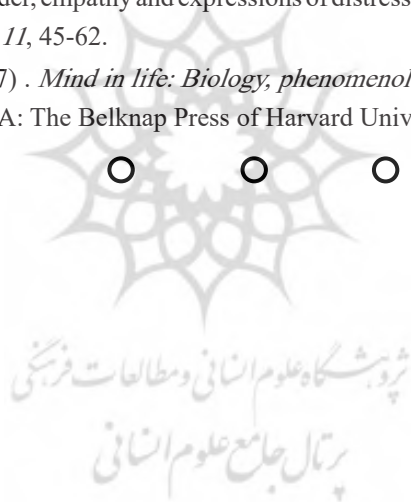 der, empathy and expressions of distress
11, 45-62.
7) . Mind in life: Biology, phenomenol
A: The Belknap Press of Harvard Univ
پژوهشگاه علوم انسانی و مطالعات فرهنگی
پرتال جامع علوم انسانی